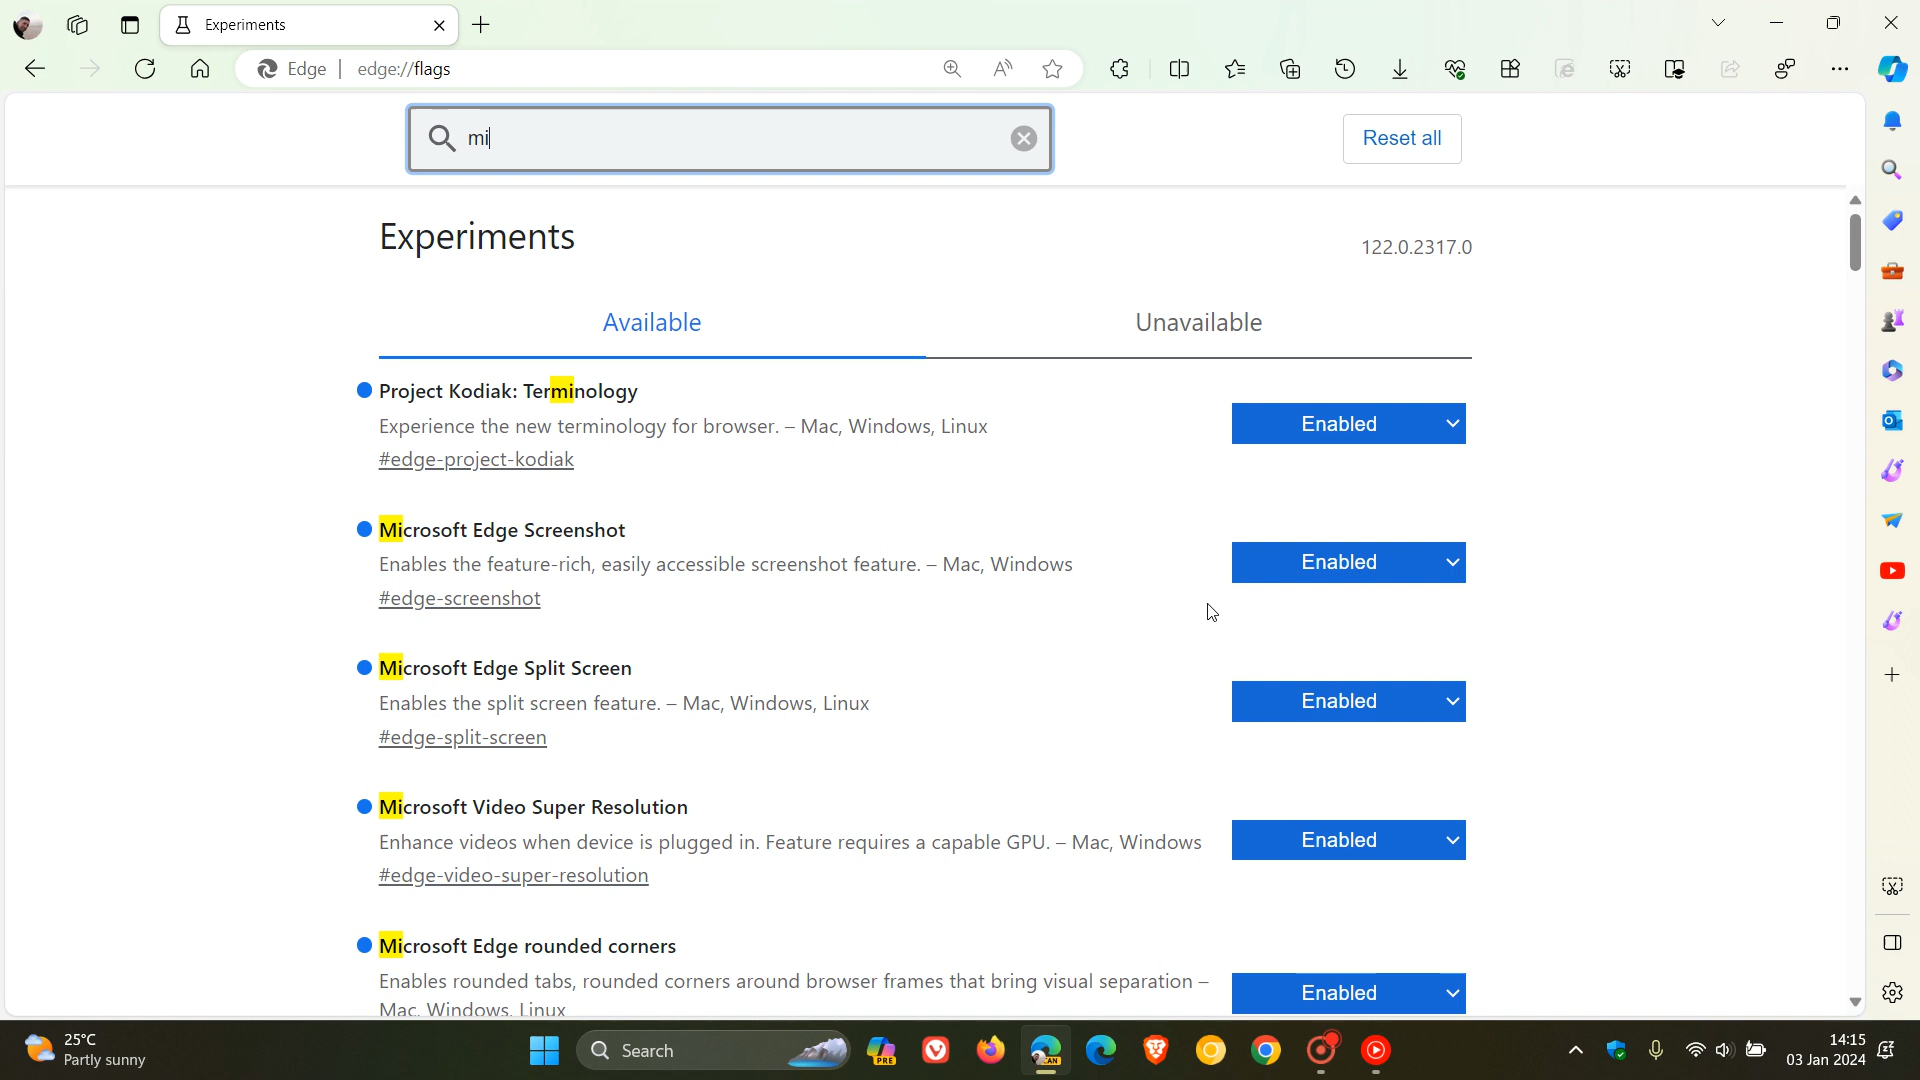 Experiments
Edge
edge://flags
mi
Reset all
Experiments
122.0.2317.0
Available
Unavailable
Project Kodiak: Terminology
Experience the new terminology for browser. – Mac, Windows, Linux
#edge-project-kodiak
Enabled
Microsoft Edge Screenshot
Enables the feature-rich, easily accessible screenshot feature. – Mac, Windows
#edge-screenshot
Enabled
Microsoft Edge Split Screen
Enables the split screen feature. – Mac, Windows, Linux
#edge-split-screen
Enabled
Microsoft Video Super Resolution
Enhance videos when device is plugged in. Feature requires a capable GPU. – Mac, Windows
#edge-video-super-resolution
Enabled
Microsoft Edge rounded corners
Enables rounded tabs, rounded corners around browser frames that bring visual separation –
Mac, Windows, Linux
Enabled
25°C
Partly sunny
Search
PRE
CAN
14:15
03 Jan 2024